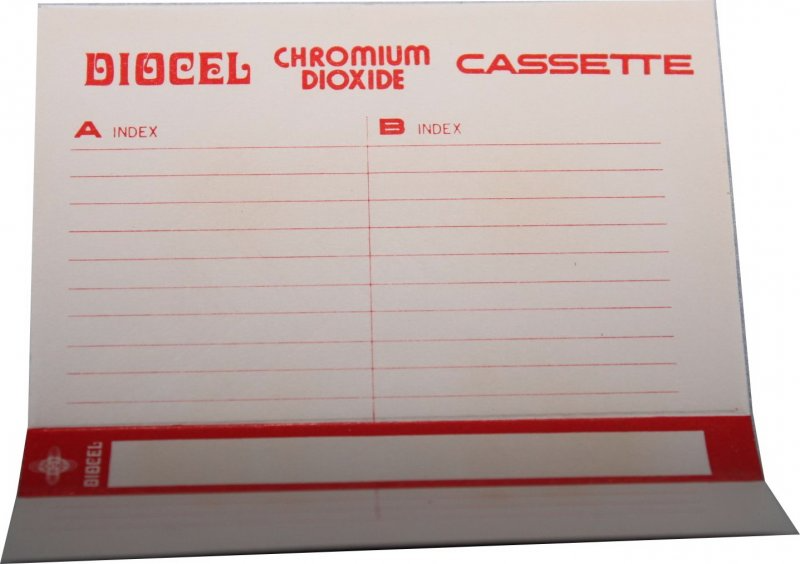 DIOCEL CHROMIUM DIOXIDE CASSETTE
A INDEX B INDEX
DIOCEL